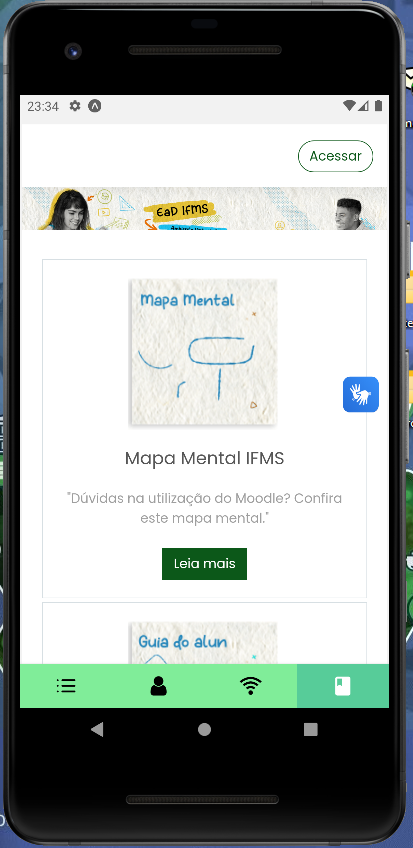 23:34
Acessar
EaD IFMS
Mapa Mental
Mapa Mental IFMS
"Dúvidas na utilização do Moodle? Confira
este mapa mental."
Leia mais
Guia do alun